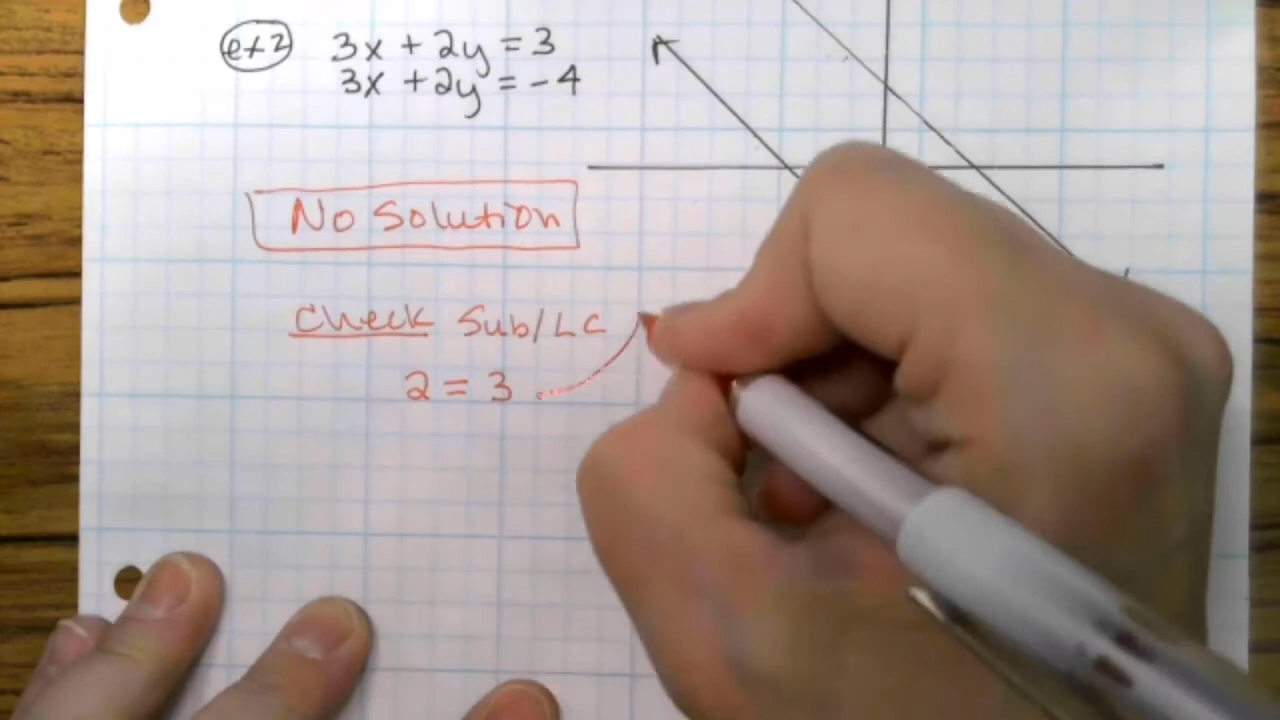 ex2 3x + 2y = 3
3x + 2y = -4
No Solution
Check Sub/LC
2 = 3